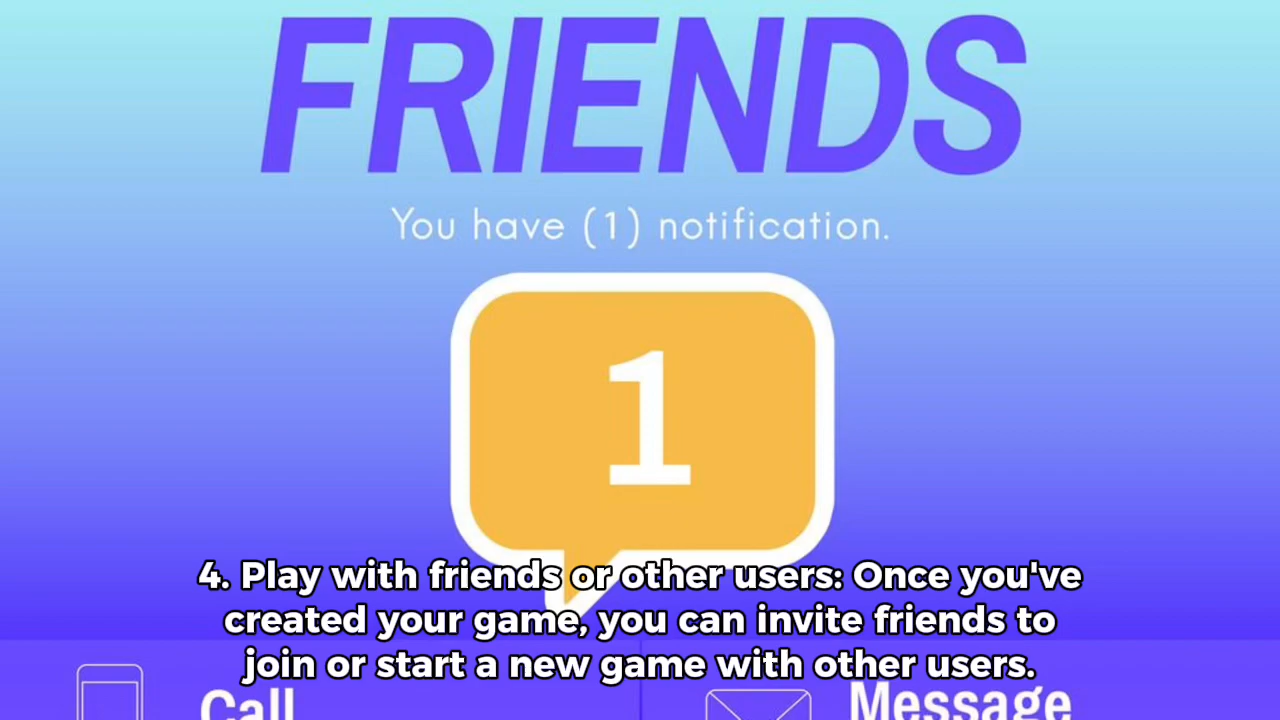 FRIENDS
You have (1) notification.
1
4. Play with friends or other users: Once you've
created your game, you can invite friends to
join or start a new game with other users.
Call
Message